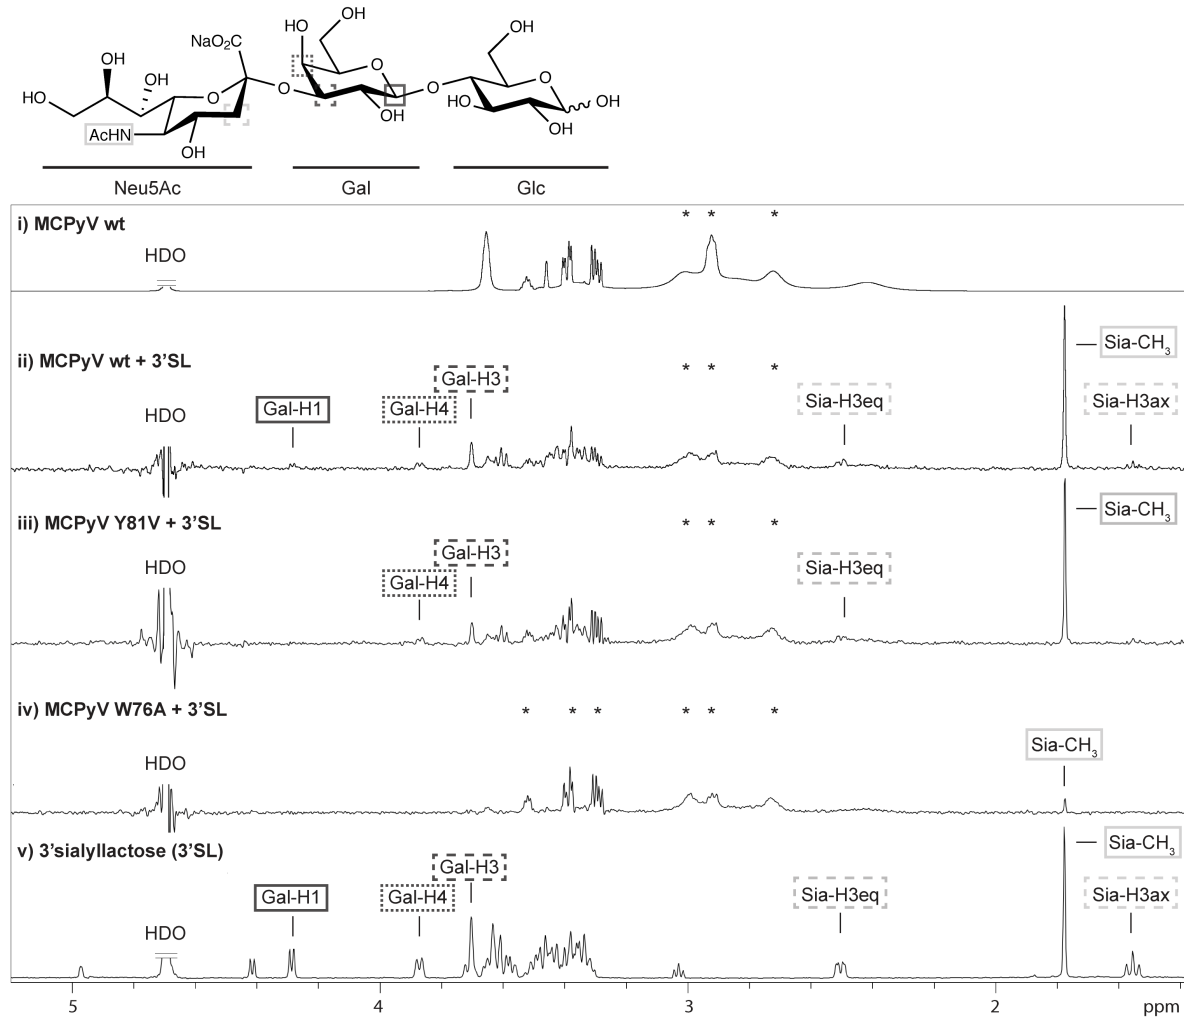 OH
HO
OH
NaO₂C
OH
OH
OH
HO
O
O
O
O
O
OH
HO
AcHN
OH
OH
HO
OH
Neu5Ac
Gal
Glc
i) MCPyV wt
* * *
HDO
Sia-CH₃
ii) MCPyV wt + 3'SL
* * *
Gal-H3
HDO
Gal-H1
Gal-H4
Sia-H3eq
Sia-H3ax
iii) MCPyV Y81V + 3'SL
* * *
Sia-CH₃
Gal-H3
HDO
Gal-H4
Sia-H3eq
iv) MCPyV W76A + 3'SL
* * * * * *
Sia-CH₃
HDO
v) 3'sialyllactose (3'SL)
Sia-CH₃
Gal-H3
Gal-H1
Gal-H4
Sia-H3eq
Sia-H3ax
HDO
5 4 3 2 ppm